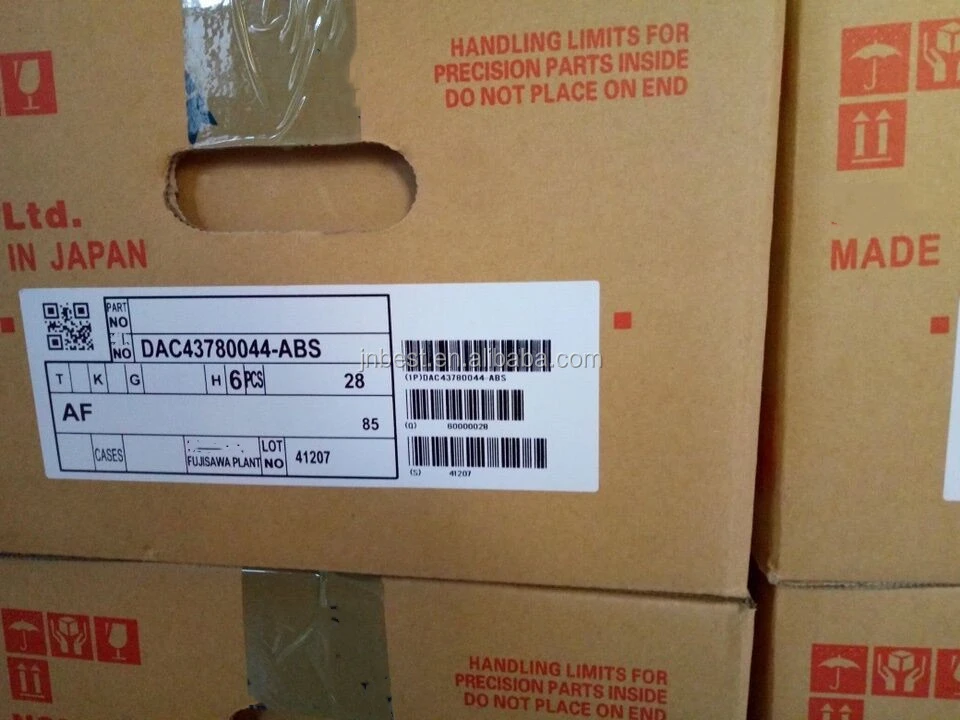 HANDLING LIMITS FOR
PRECISION PARTS INSIDE
DO NOT PLACE ON END
Ltd.
IN JAPAN
MADE
PART
NO
NO
DAC43780044-ABS
T K G H 6 PCS 28
AF
85
CASES
FUJISAWA PLANT
LOT
NO
41207
(1P)DAC43780044-ABS
(Q) 60000028
(S) 41207
jnbest.en.alibaba.com
HANDLING LIMITS FOR
PRECISION PARTS INSIDE
DO NOT PLACE ON END